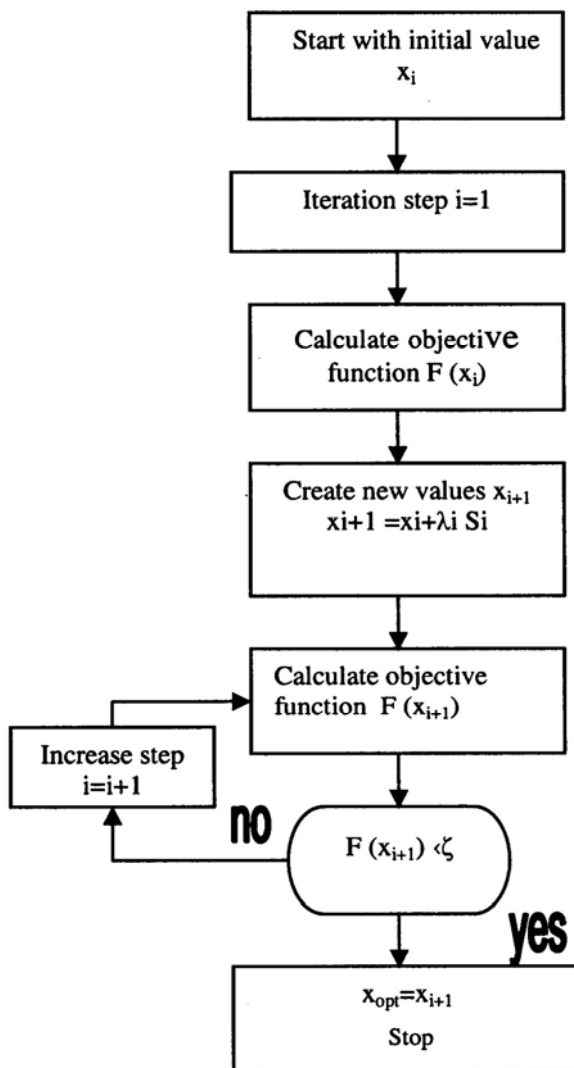 Start with initial value
xᵢ
Iteration step i=1
Calculate objective
function F (xᵢ)
Create new values xᵢ₊₁
xi+1 =xi+λi Si
Calculate objective
function F (xᵢ₊₁)
Increase step
i=i+1
no
F (xᵢ₊₁) ‹ζ
yes
xₒₚₜ=xᵢ₊₁
Stop